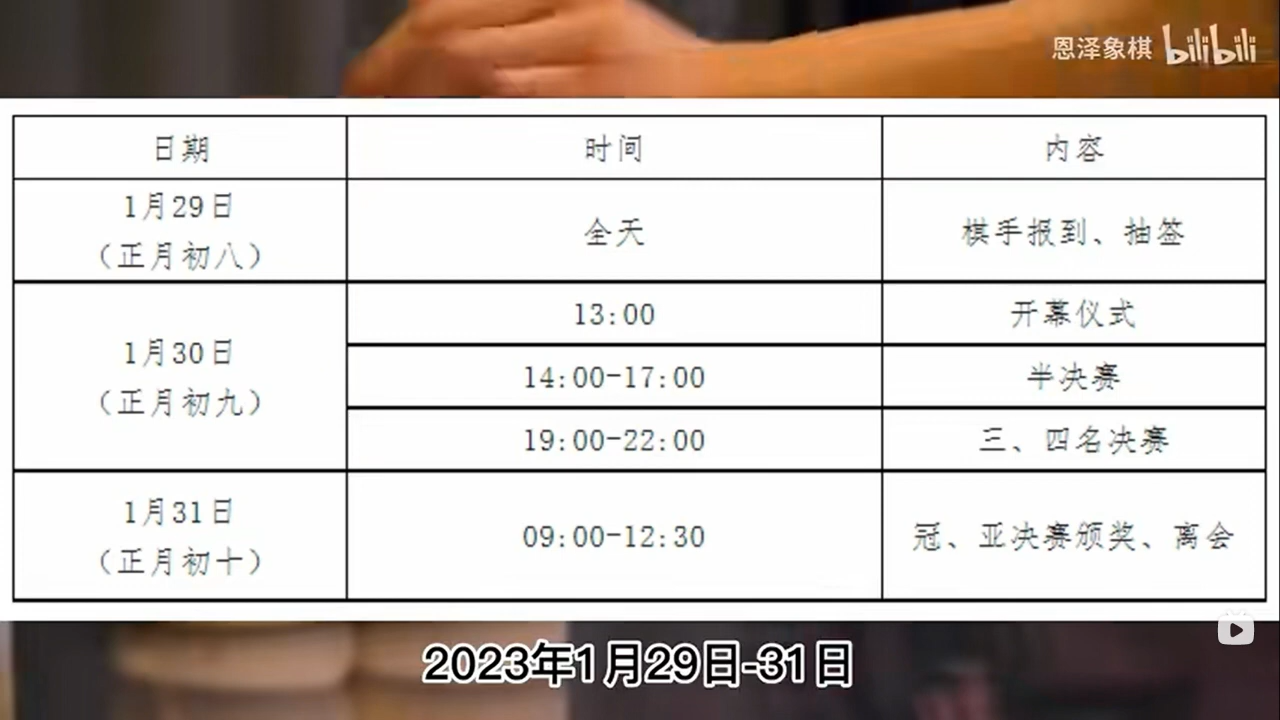 恩泽象棋 bilibili
日期 时间 内容
1月29日
（正月初八）
全天
棋手报到、抽签
1月30日
（正月初九）
13:00 开幕仪式
14:00-17:00 半决赛
19:00-22:00 三、四名决赛
1月31日
（正月初十）
09:00-12:30
冠、亚决赛颁奖、离会
2023年1月29日-31日